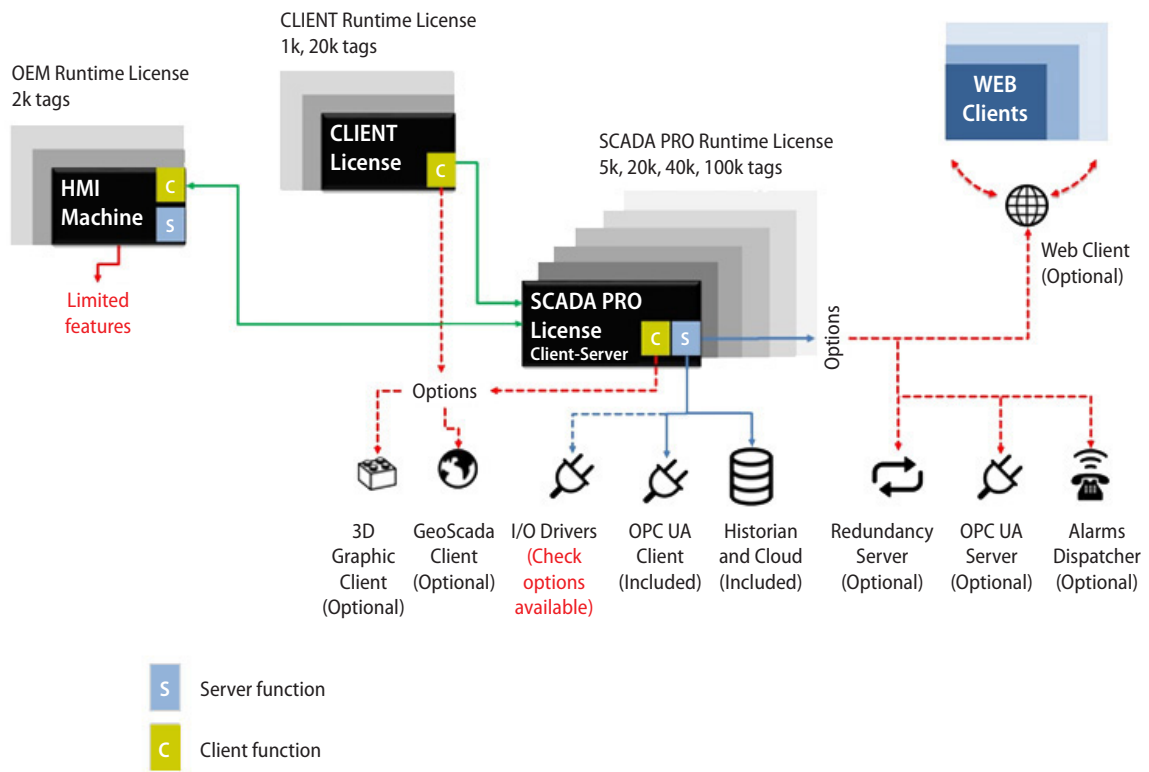 CLIENT Runtime License
1k, 20k tags
OEM Runtime License
2k tags
WEB
Clients
CLIENT
License
C
SCADA PRO Runtime License
5k, 20k, 40k, 100k tags
HMI
Machine
C
S
Web Client
(Optional)
Limited
features
SCADA PRO
License
Client-Server
C
S
Options
Options
3D
Graphic
Client
(Optional)
GeoScada
Client
(Optional)
I/O Drivers
(Check
options
available)
OPC UA
Client
(Included)
Historian
and Cloud
(Included)
Redundancy
Server
(Optional)
OPC UA
Server
(Optional)
Alarms
Dispatcher
(Optional)
S
Server function
C
Client function